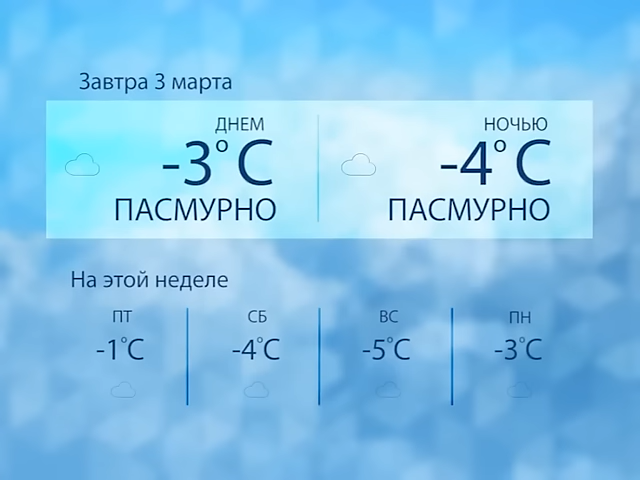 Завтра 3 марта
ДНЕМ
НОЧЬЮ
-3°C
-4°C
ПАСМУРНО
ПАСМУРНО
На этой неделе
ПТ СБ ВС ПН
-1°C -4°C -5°C -3°C